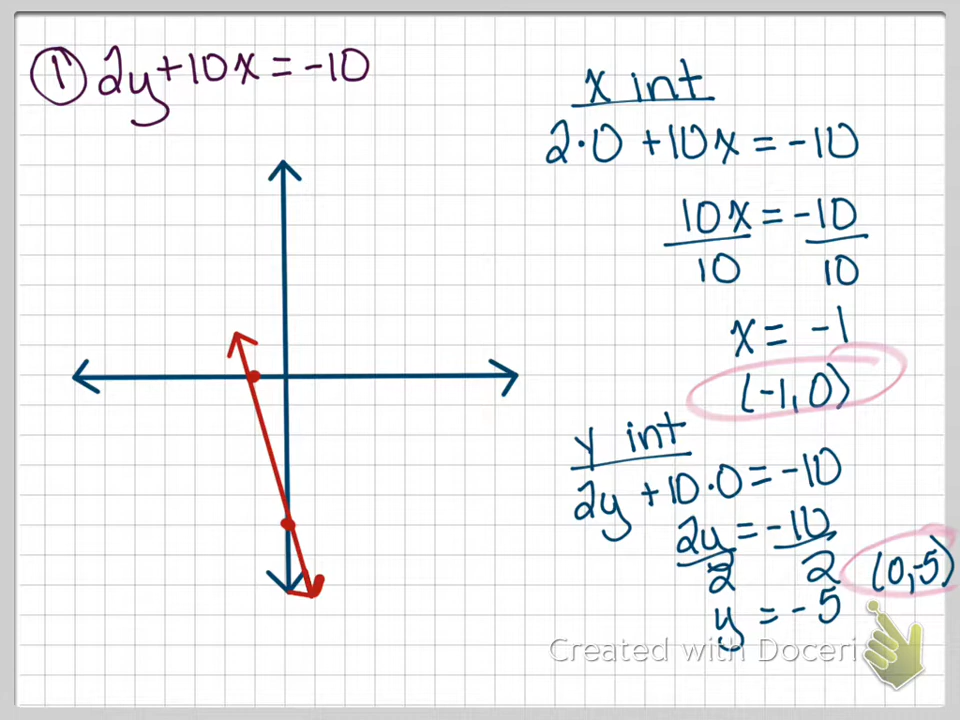 ① 2y+10x = -10
x int
2·0 +10x = -10
10x = -10
10 10
x = -1
(-1, 0)
y int
2y +10·0 = -10
2y = -10
2 2
(0,-5)
y = -5
Created with Doceri